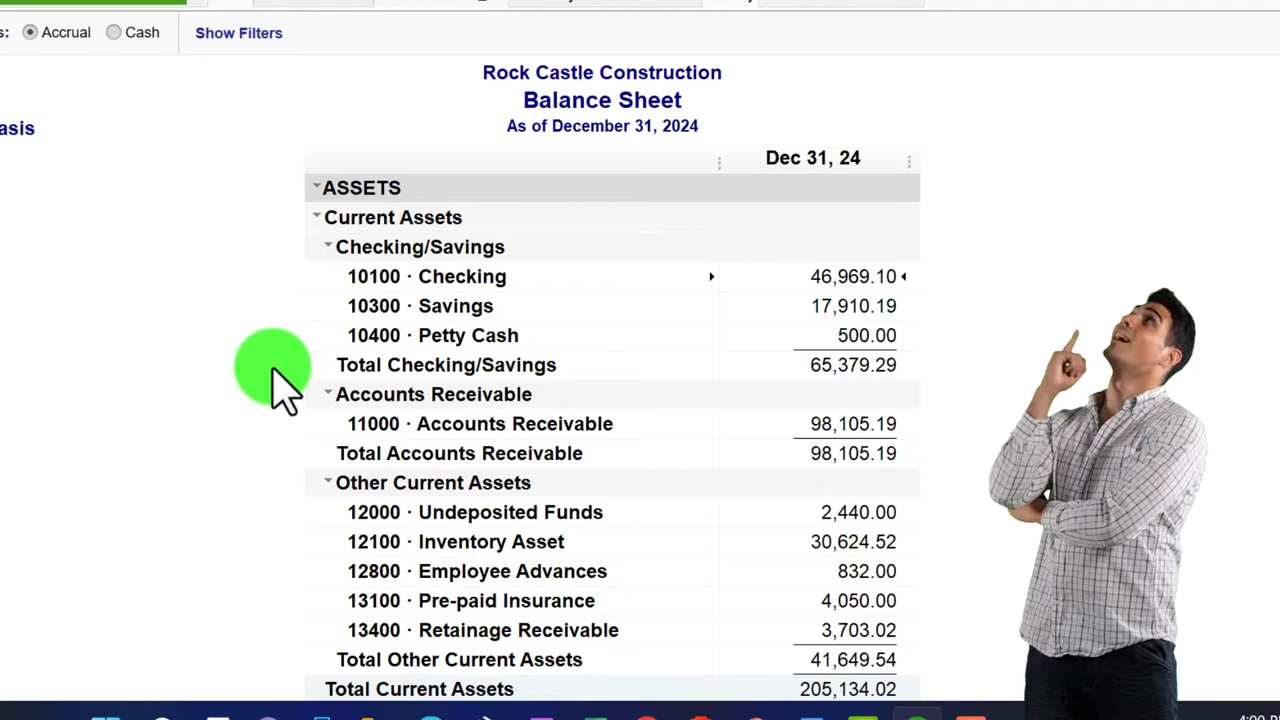 s: Accrual Cash Show Filters
Rock Castle Construction
Balance Sheet
As of December 31, 2024
asis
Dec 31, 24
ASSETS
Current Assets
Checking/Savings
10100 · Checking 46,969.10
10300 · Savings 17,910.19
10400 · Petty Cash 500.00
Total Checking/Savings 65,379.29
Accounts Receivable
11000 · Accounts Receivable 98,105.19
Total Accounts Receivable 98,105.19
Other Current Assets
12000 · Undeposited Funds 2,440.00
12100 · Inventory Asset 30,624.52
12800 · Employee Advances 832.00
13100 · Pre-paid Insurance 4,050.00
13400 · Retainage Receivable 3,703.02
Total Other Current Assets 41,649.54
Total Current Assets 205,134.02